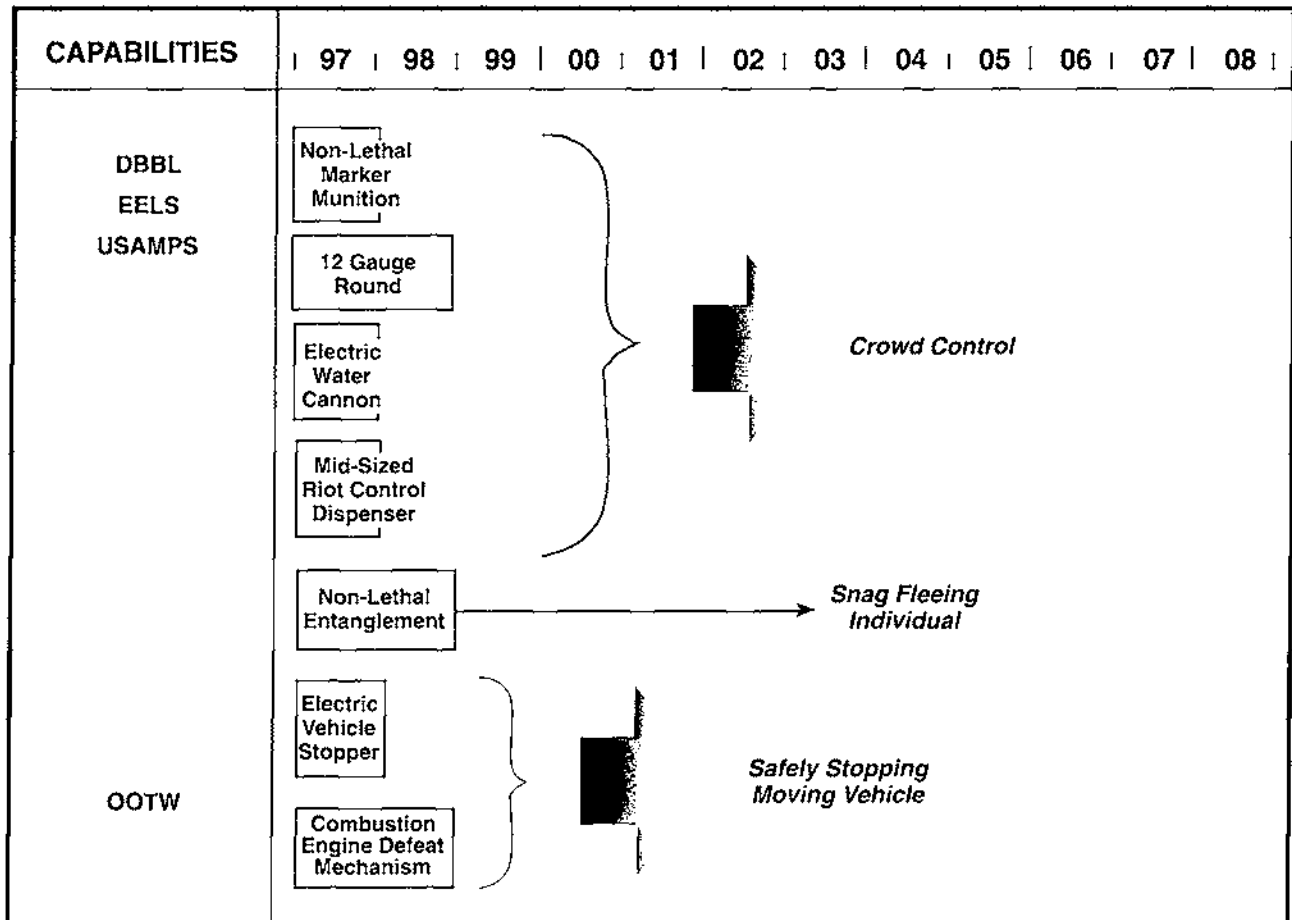 CAPABILITIES
97 98 99 00 01 02 03 04 05 06 07 08
DBBL
EELS
USAMPS
Non-Lethal
Marker
Munition
12 Gauge
Round
Electric
Water
Cannon
Mid-Sized
Riot Control
Dispenser
Crowd Control
Non-Lethal
Entanglement
Snag Fleeing
Individual
OOTW
Electric
Vehicle
Stopper
Combustion
Engine Defeat
Mechanism
Safely Stopping
Moving Vehicle